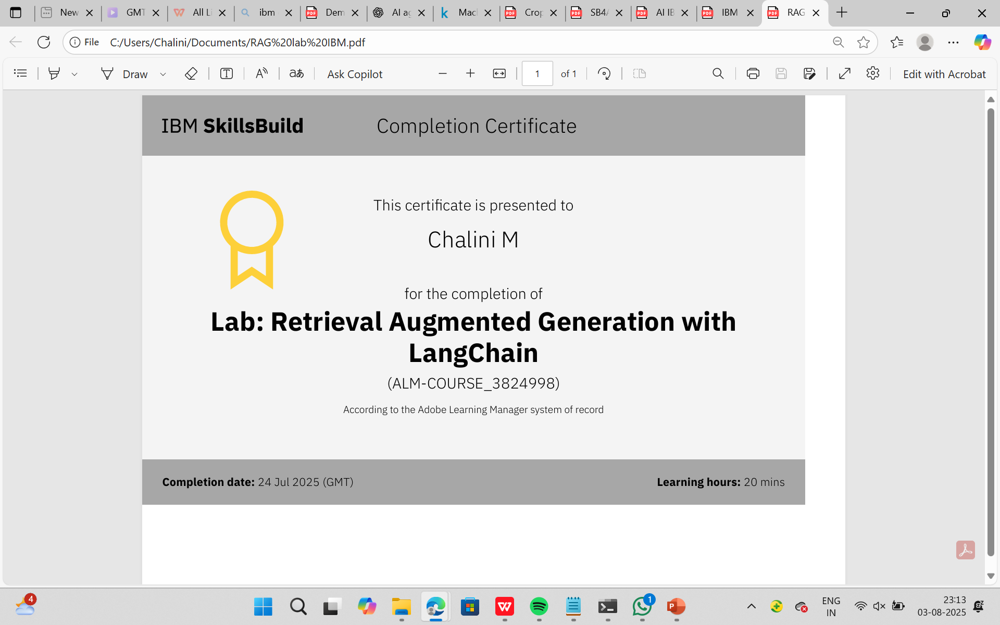 New
GMT
All Li
ibm
Dem
AI ag
Macl
Crop
SB4A
AI IB
IBM
RAG
File C:/Users/Chalini/Documents/RAG%20lab%20IBM.pdf
Draw
Ask Copilot
1 of 1
Edit with Acrobat
IBM SkillsBuild
Completion Certificate
This certificate is presented to
Chalini M
for the completion of
Lab: Retrieval Augmented Generation with
LangChain
(ALM-COURSE_3824998)
According to the Adobe Learning Manager system of record
Completion date: 24 Jul 2025 (GMT)
Learning hours: 20 mins
4
1
ENG
IN
23:13
03-08-2025